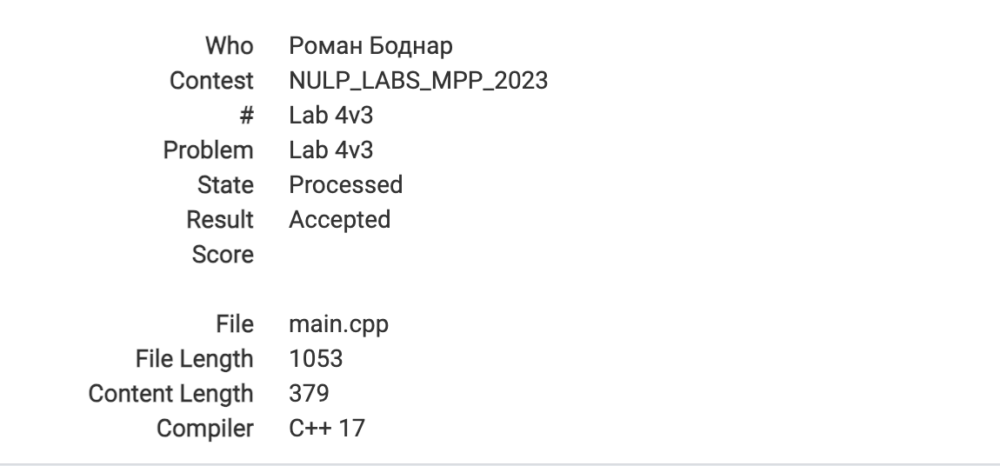 Who Роман Боднар
Contest NULP_LABS_MPP_2023
# Lab 4v3
Problem Lab 4v3
State Processed
Result Accepted
Score
File main.cpp
File Length 1053
Content Length 379
Compiler C++ 17